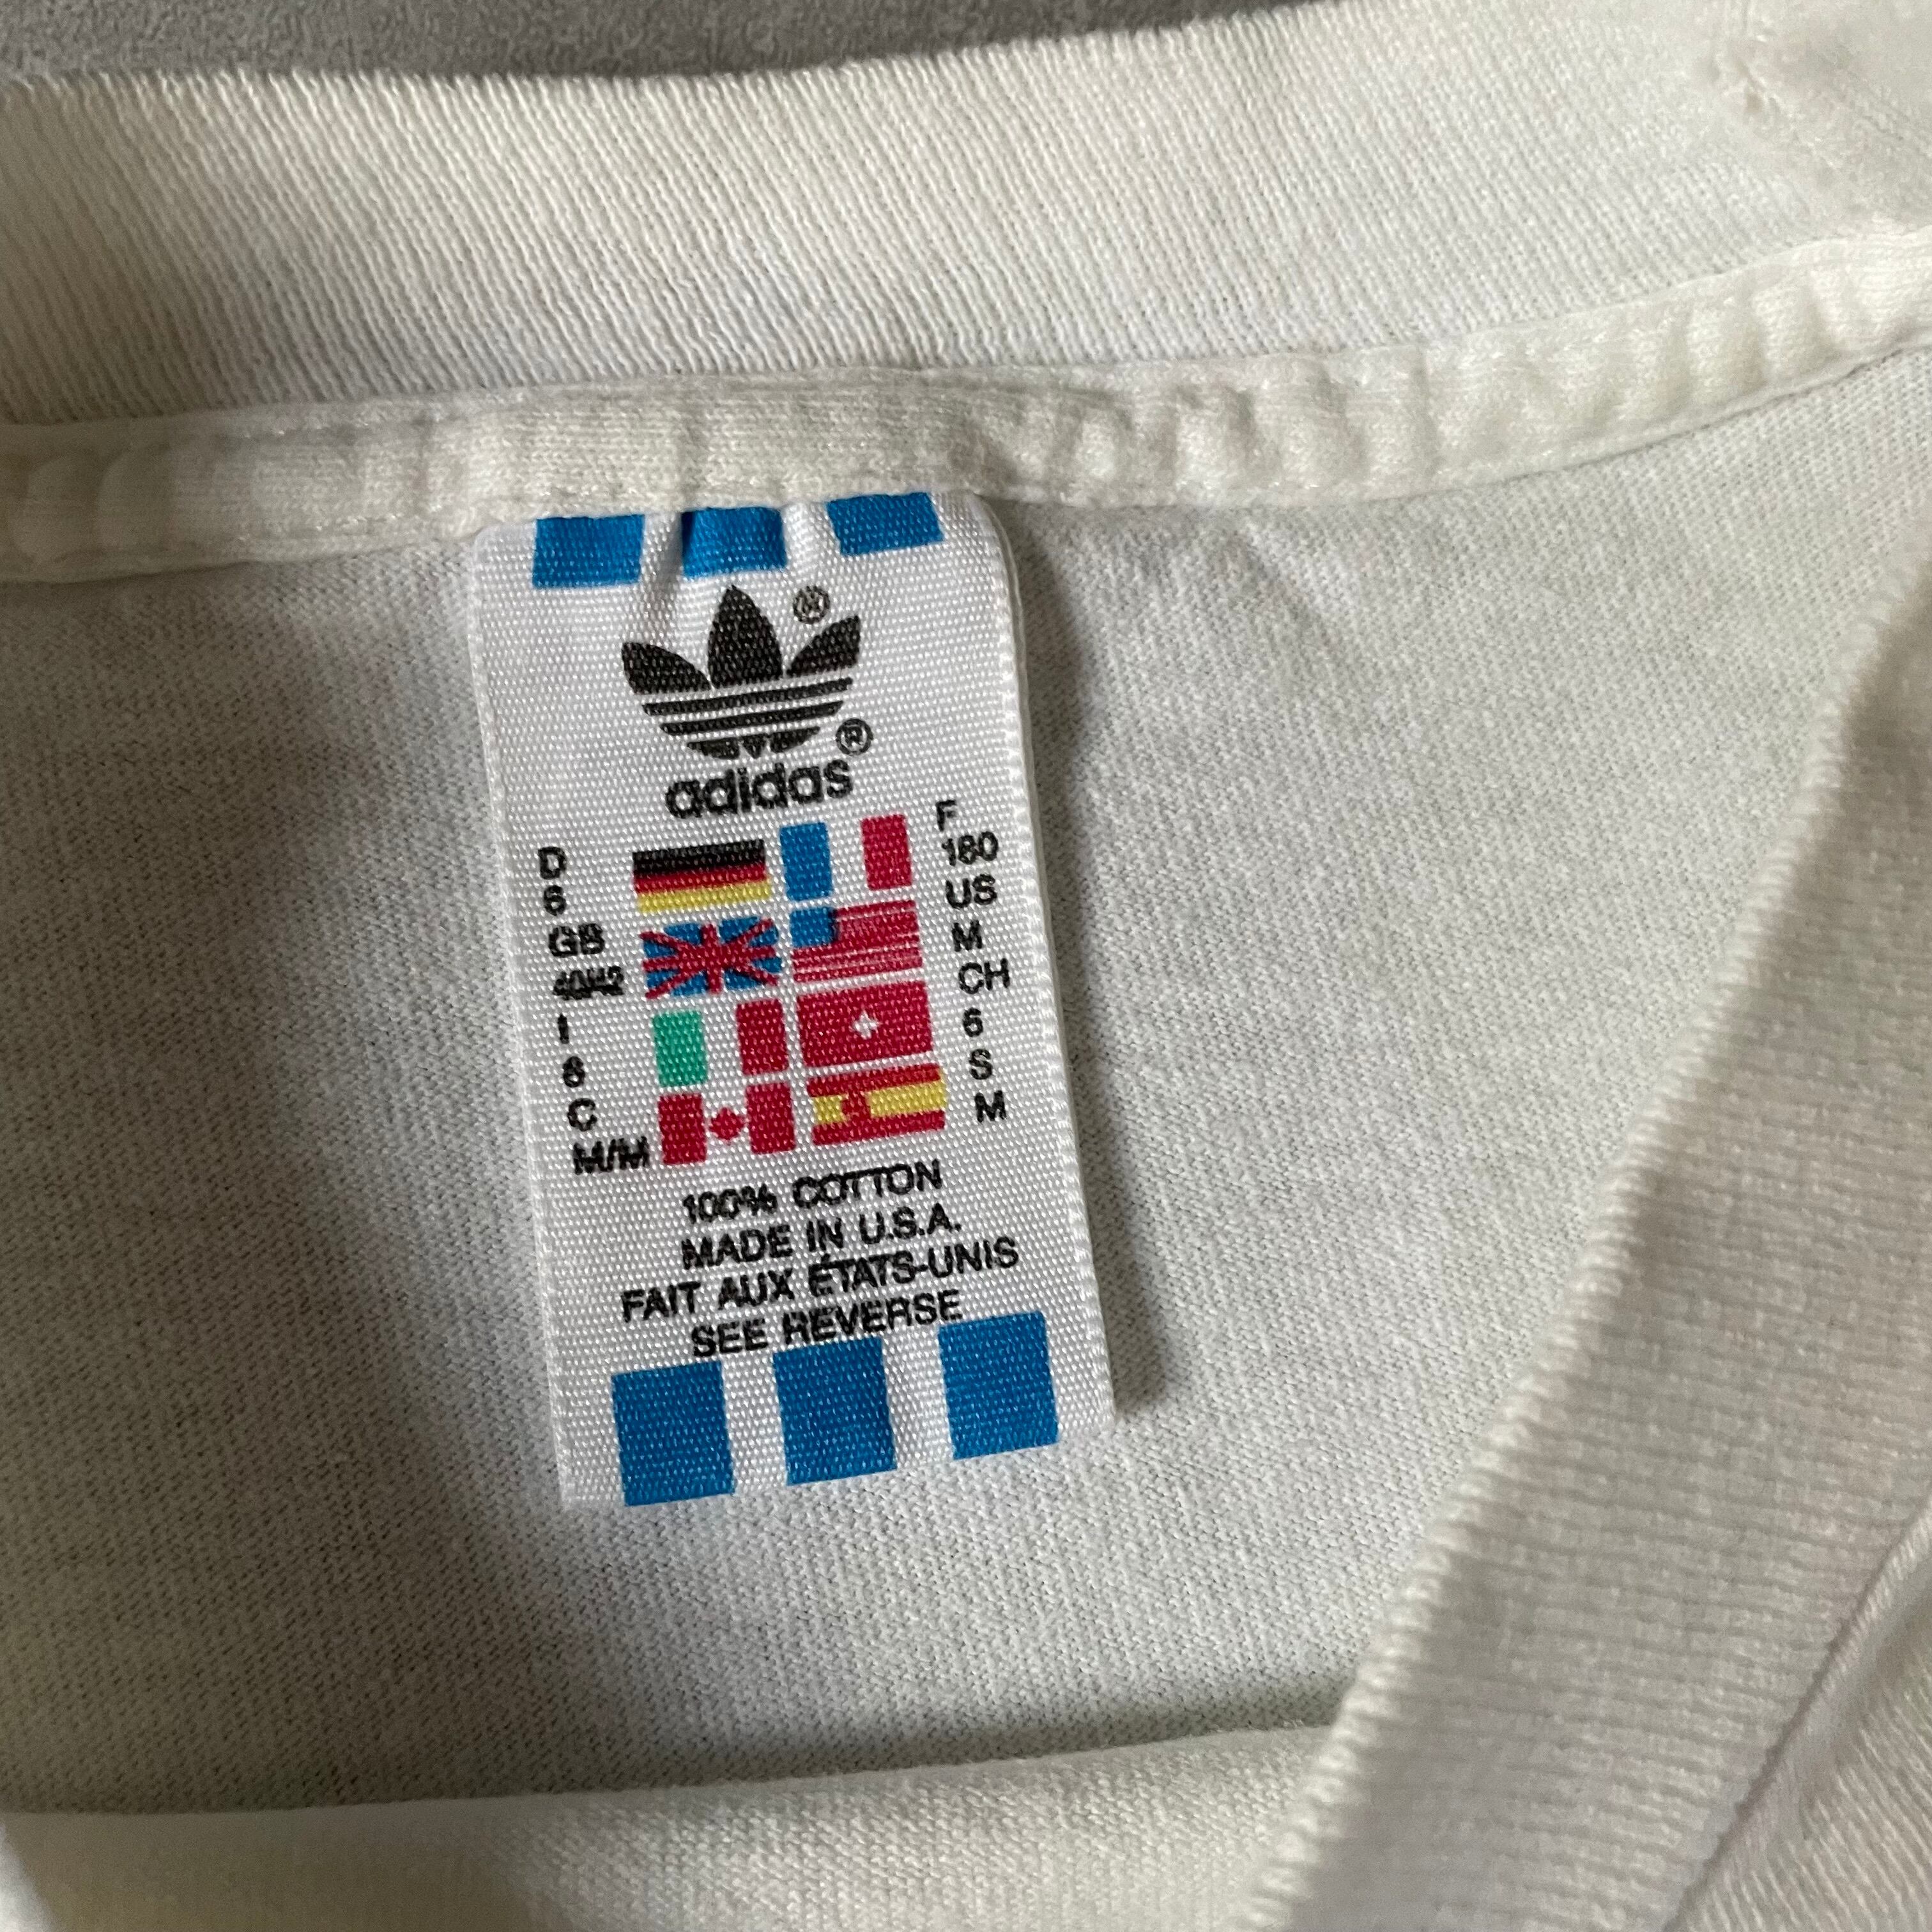 ®
®
adidas
D
6
GB
40/42
I
6
C
M/M
F
180
US
M
CH
6
S
M
100% COTTON
MADE IN U.S.A.
FAIT AUX ÉTATS-UNIS
SEE REVERSE